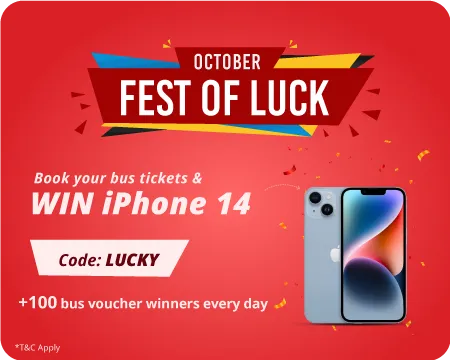 OCTOBER
FEST OF LUCK
Book your bus tickets &
WIN iPhone 14
Code: LUCKY
+100 bus voucher winners every day
*T&C Apply